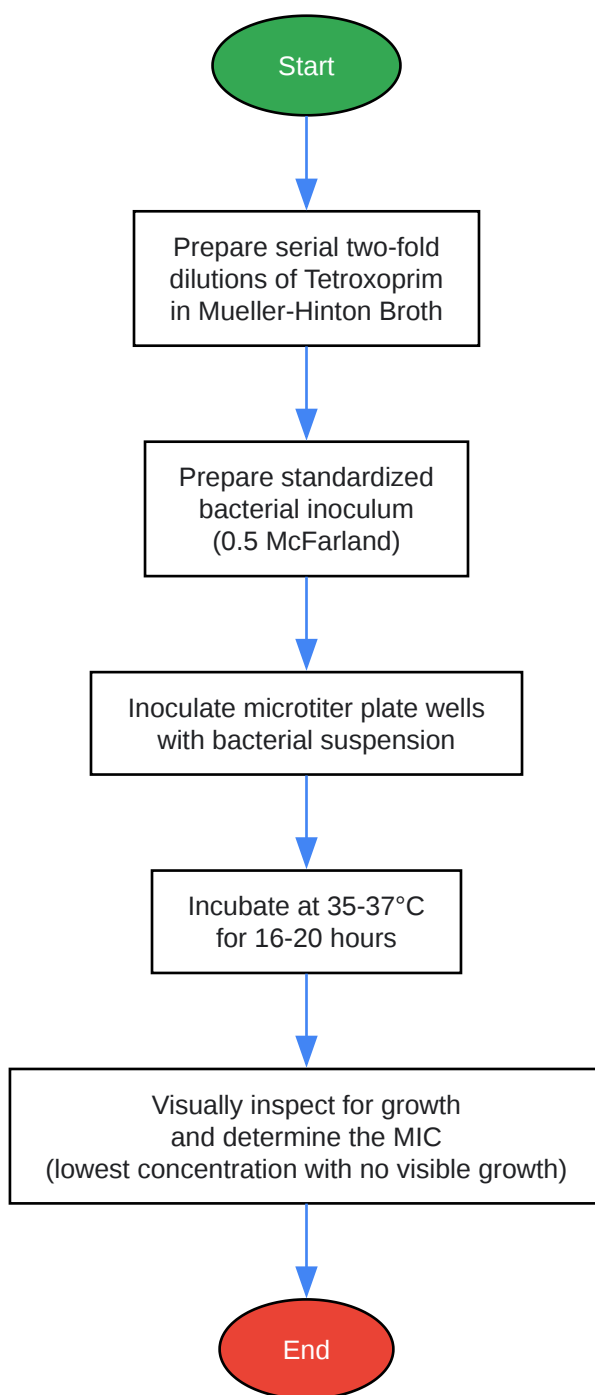 Start
Prepare serial two-fold
dilutions of Tetroxoprim
in Mueller-Hinton Broth
Prepare standardized
bacterial inoculum
(0.5 McFarland)
Inoculate microtiter plate wells
with bacterial suspension
Incubate at 35-37°C
for 16-20 hours
Visually inspect for growth
and determine the MIC
(lowest concentration with no visible growth)
End